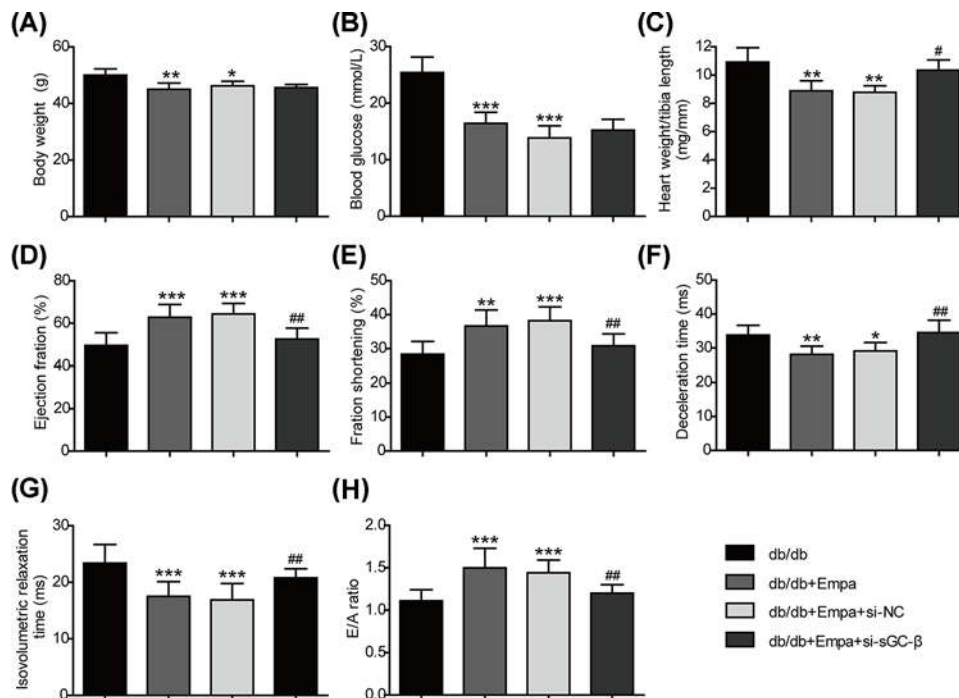 (A)
Body weight (g)
60
40
20
0
**
*
(B)
Blood glucose (mmol/L)
30
20
10
0
***
***
(C)
Heart weight/tibia length
(mg/mm)
12
10
8
6
4
2
0
**
**
#
(D)
Ejection fration (%)
80
60
40
20
0
***
***
##
(E)
Fration shortening (%)
50
40
30
20
10
0
**
***
##
(F)
Deceleration time (ms)
50
40
30
20
10
0
**
*
##
(G)
Isovolumetric relaxation
time (ms)
30
20
10
0
***
***
##
(H)
E/A ratio
2.0
1.5
1.0
0.5
0.0
***
***
##
db/db
db/db+Empa
db/db+Empa+si-NC
db/db+Empa+si-sGC-β